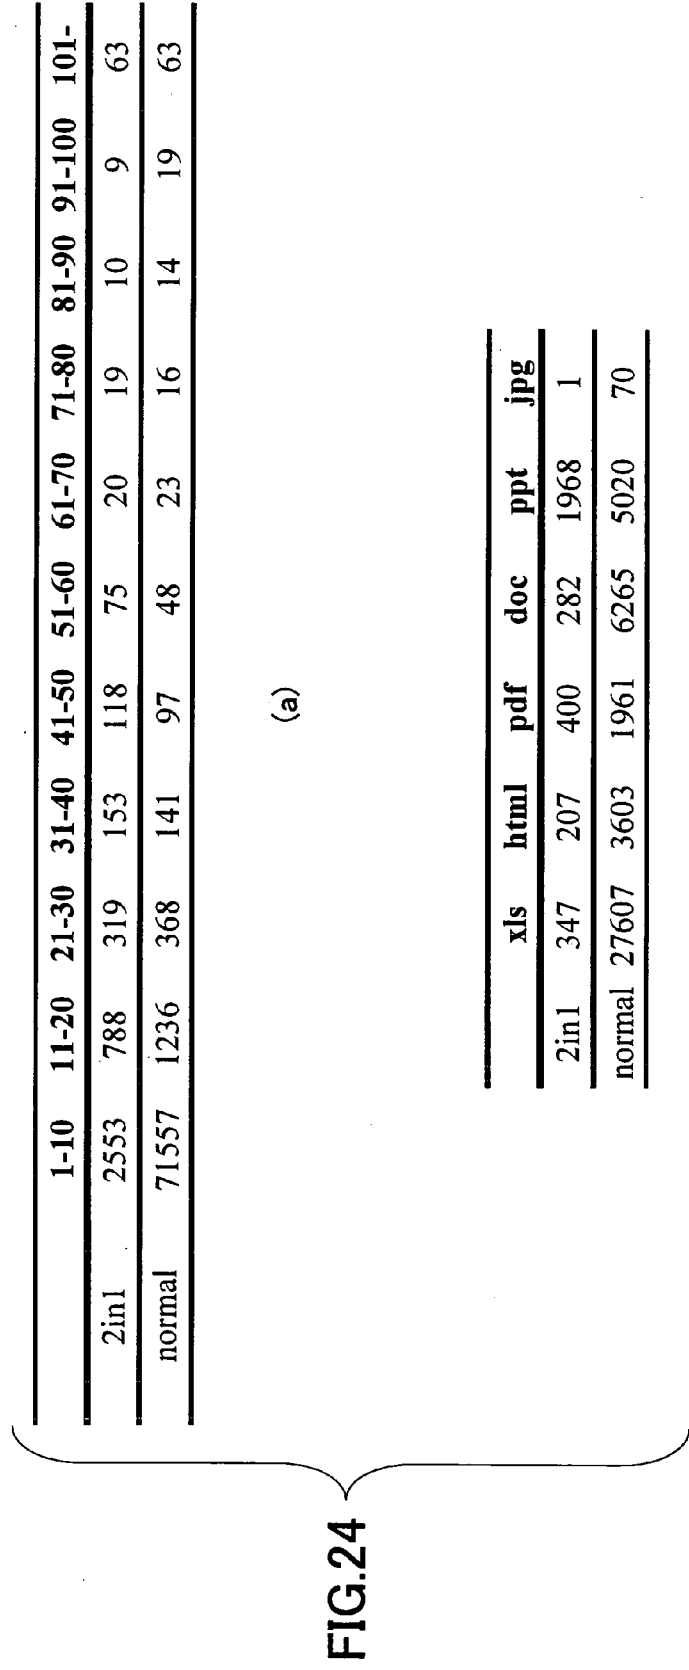 FIG.24
1-10 11-20 21-30 31-40 41-50 51-60 61-70 71-80 81-90 91-100 101-
2in1 2553 788 319 153 118 75 20 19 10 9 63
normal 71557 1236 368 141 97 48 23 16 14 19 63
(a)
xls html pdf doc ppt jpg
2in1 347 207 400 282 1968 1
normal 27607 3603 1961 6265 5020 70